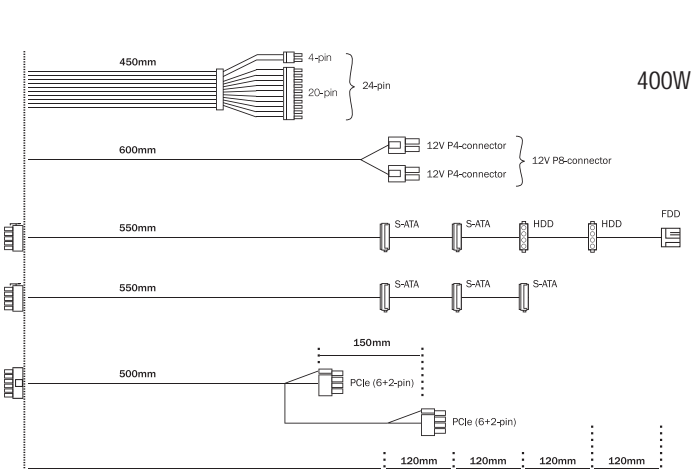 450mm
4-pin
20-pin
24-pin
400W
600mm
12V P4-connector
12V P4-connector
12V P8-connector
550mm
S-ATA
S-ATA
HDD
HDD
FDD
550mm
S-ATA
S-ATA
S-ATA
150mm
500mm
PCIe (6+2-pin)
PCIe (6+2-pin)
120mm
120mm
120mm
120mm